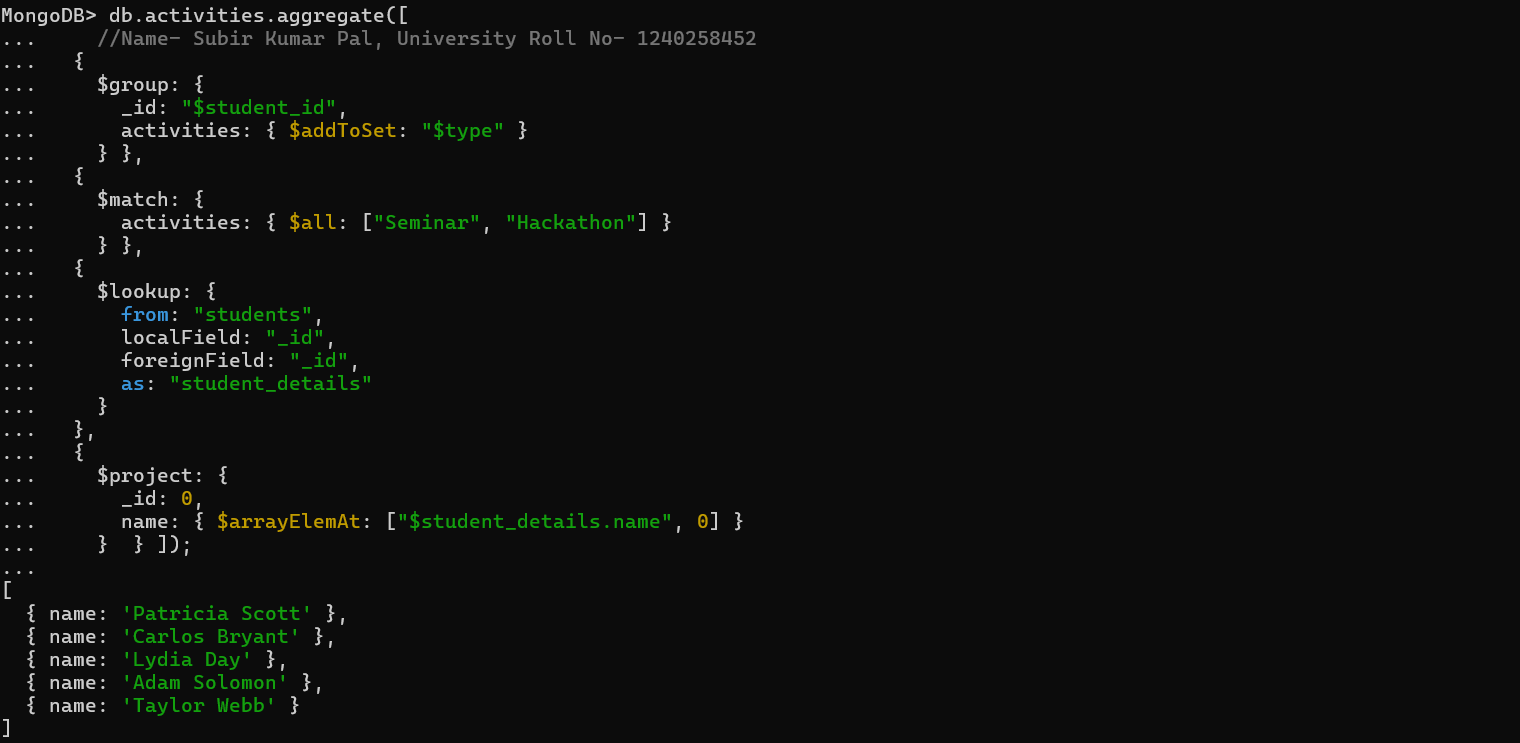 MongoDB> db.activities.aggregate([
...     //Name- Subir Kumar Pal, University Roll No- 1240258452
...   {
...     $group: {
...       _id: "$student_id",
...       activities: { $addToSet: "$type" }
...     } },
...   {
...     $match: {
...       activities: { $all: ["Seminar", "Hackathon"] }
...     } },
...   {
...     $lookup: {
...       from: "students",
...       localField: "_id",
...       foreignField: "_id",
...       as: "student_details"
...     }
...   },
...   {
...     $project: {
...       _id: 0,
...       name: { $arrayElemAt: ["$student_details.name", 0] }
...     }  } ]);
...
[
  { name: 'Patricia Scott' },
  { name: 'Carlos Bryant' },
  { name: 'Lydia Day' },
  { name: 'Adam Solomon' },
  { name: 'Taylor Webb' }
]